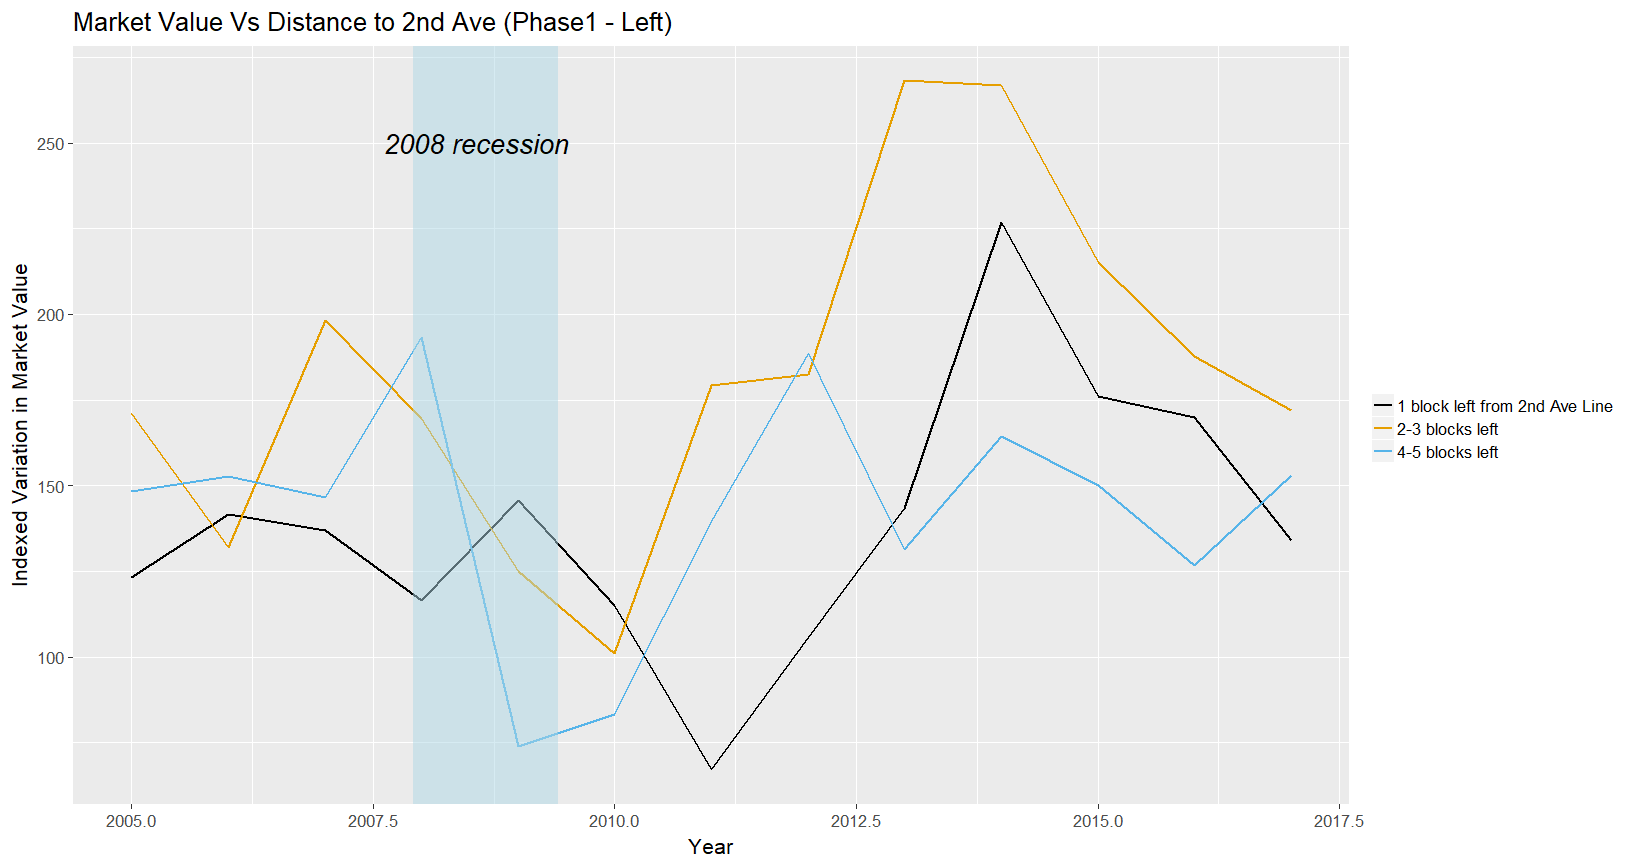 Market Value Vs Distance to 2nd Ave (Phase1 - Left)
2008 recession
Indexed Variation in Market Value
250
200
150
100
2005.0 2007.5 2010.0 2012.5 2015.0 2017.5
Year
1 block left from 2nd Ave Line
2-3 blocks left
4-5 blocks left